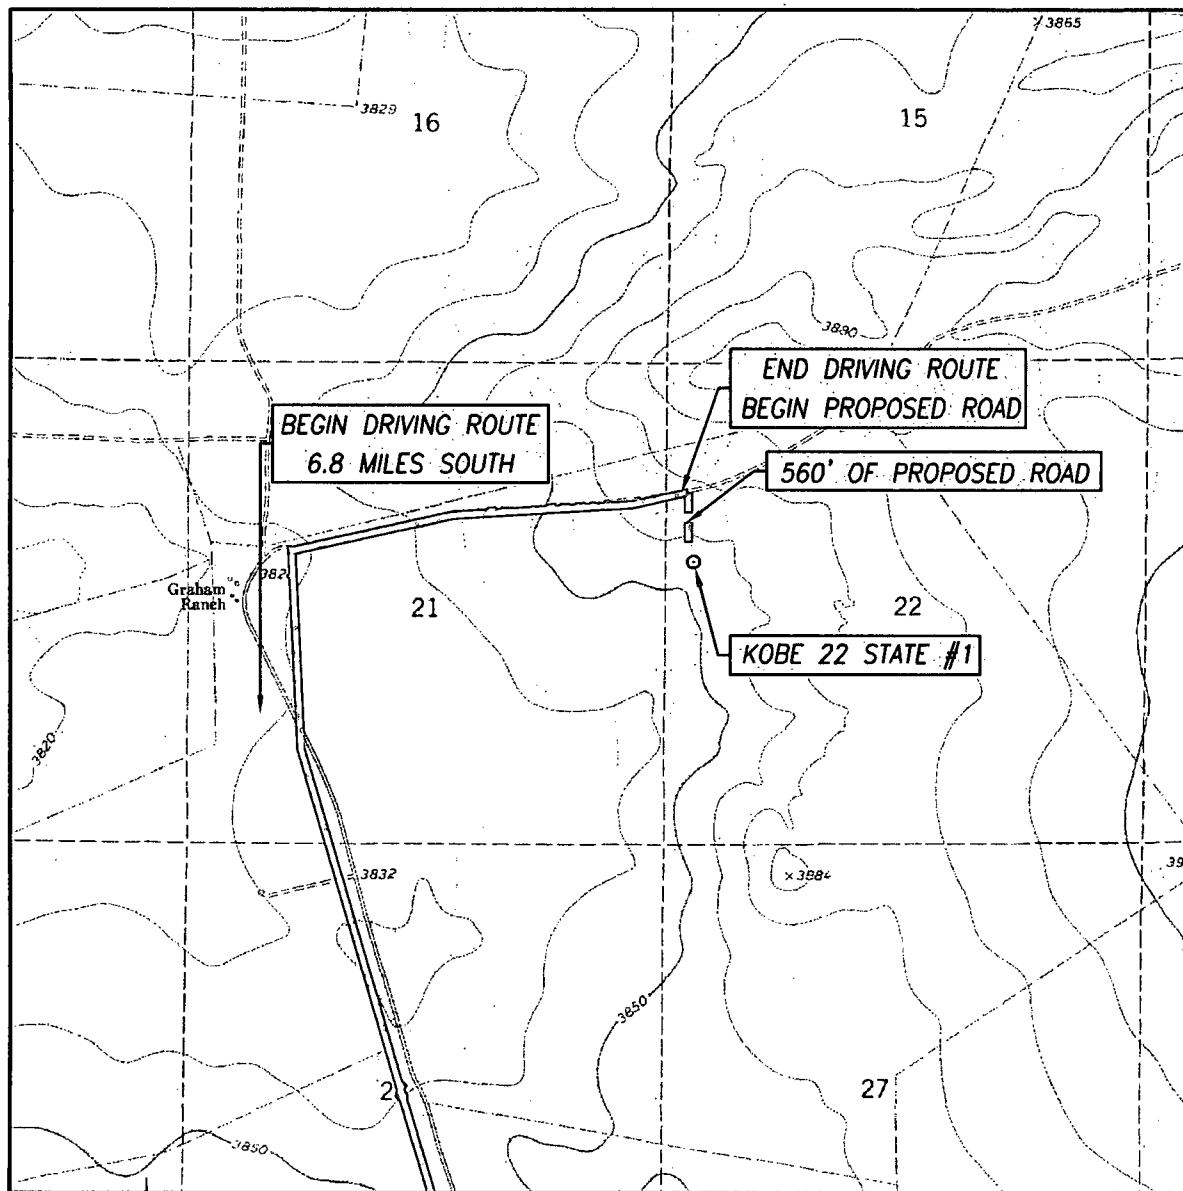 3865
3829
16
15
3880
END DRIVING ROUTE
BEGIN PROPOSED ROAD
BEGIN DRIVING ROUTE
6.8 MILES SOUTH
560' OF PROPOSED ROAD
Graham
Ranch
21
22
KOBE 22 STATE #1
3820
3832
3884
3850
27
3850